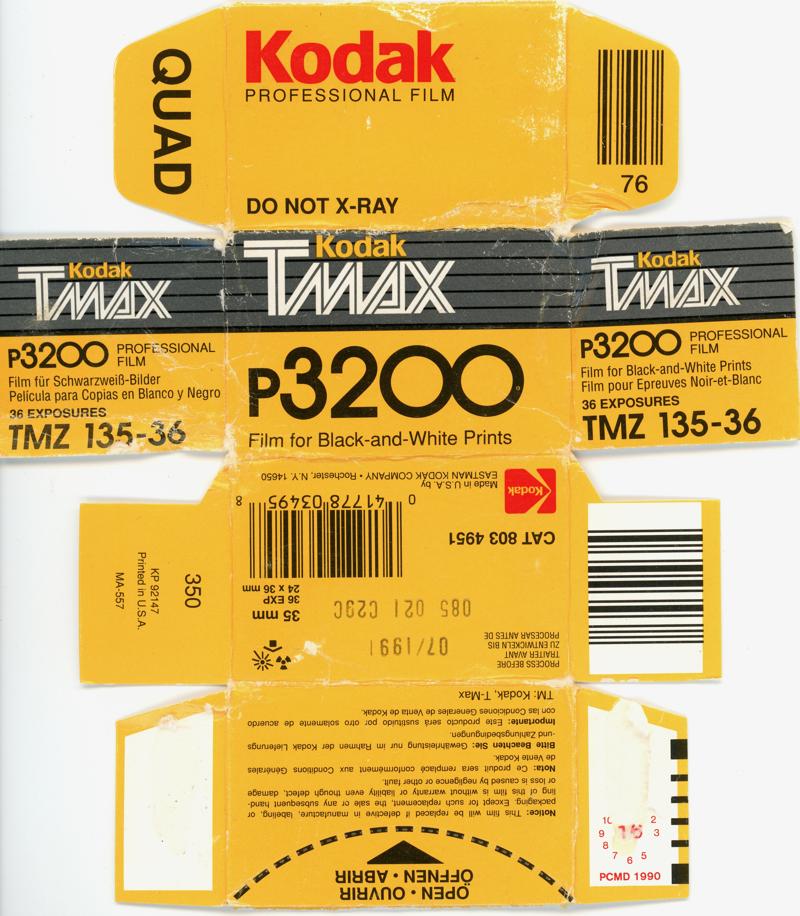 QUAD
Kodak
PROFESSIONAL FILM
DO NOT X-RAY
76
Kodak
TMAX
P3200 PROFESSIONAL
FILM
Film für Schwarzweiß-Bilder
Película para Copias en Blanco y Negro
36 EXPOSURES
TMZ 135-36
Kodak
TMAX
P3200
Film for Black-and-White Prints
Kodak
TMAX
P3200 PROFESSIONAL
FILM
Film for Black-and-White Prints
Film pour Epreuves Noir-et-Blanc
36 EXPOSURES
TMZ 135-36
350
KP 92147
Printed in U.S.A.
MA-557
PROCESS BEFORE
TRAITER AVANT
ZU ENTWICKELN BIS
PROCESAR ANTES DE
07/1991
085 021 C29C
35 mm
36 EXP
24 x 36 mm
CAT 803 4951
0 41778 03495 8
Kodak
Made in U.S.A. by
EASTMAN KODAK COMPANY • Rochester, N.Y. 14650
OPEN • OUVRIR
ÖFFNEN • ABRIR
Notice: This film will be replaced if defective in manufacture, labeling, or
packaging. Except for such replacement, the sale or any subsequent hand-
ling of this film is without warranty or liability even though defect, damage
or loss is caused by negligence or other fault.
Nota: Ce produit sera remplacé conformément aux Conditions Générales
de Vente Kodak.
Bitte Beachten Sie: Gewährleistung nur im Rahmen der Kodak Lieferungs
-und- Zahlungsbedingungen.
Importante: Este producto será sustituido por otro solamente de acuerdo
con las Condiciones Generales de Venta de Kodak.
TM: Kodak, T-Max
10 2
9 16 3
8
7 6 5
PCMD 1990